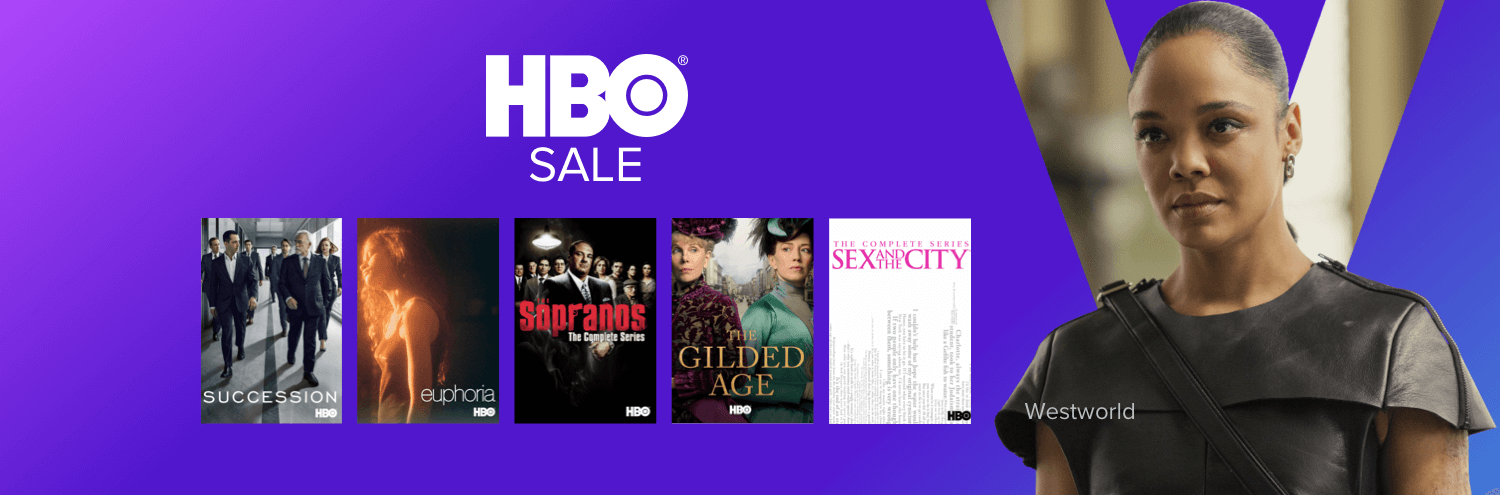 HBO®
SALE
SUCCESSION
HBO
euphoria
HBO
The
Sopranos
The Complete Series
HBO
THE
GILDED
AGE
HBO
THE COMPLETE SERIES
SEX AND THE CITY
HBO
Westworld